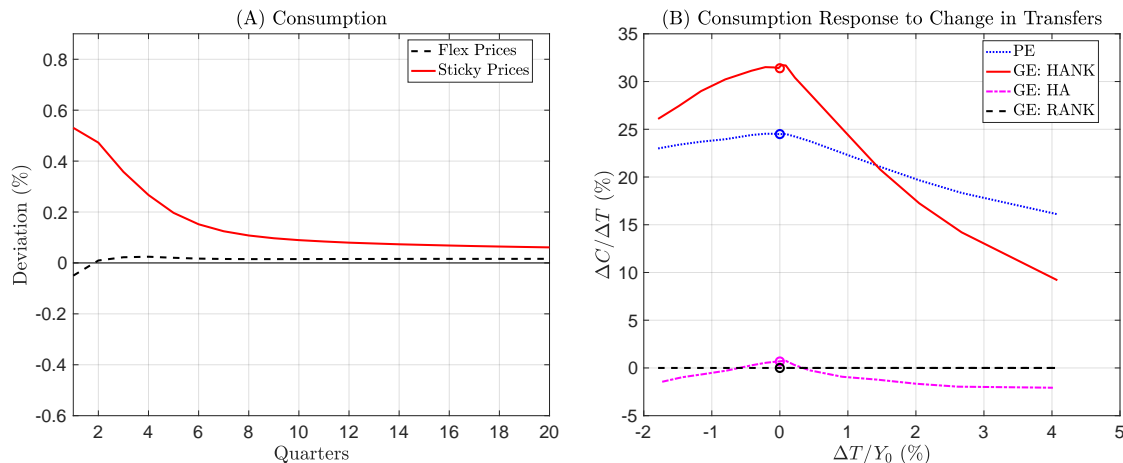 (A) Consumption
Flex Prices
Sticky Prices
0.8
0.6
0.4
0.2
0
-0.2
-0.4
-0.6
Deviation (%)
2 4 6 8 10 12 14 16 18 20
Quarters
(B) Consumption Response to Change in Transfers
PE
GE: HANK
GE: HA
GE: RANK
35
30
25
20
15
10
5
0
-5
ΔC/ΔT (%)
-2 -1 0 1 2 3 4 5
ΔT/Y₀ (%)